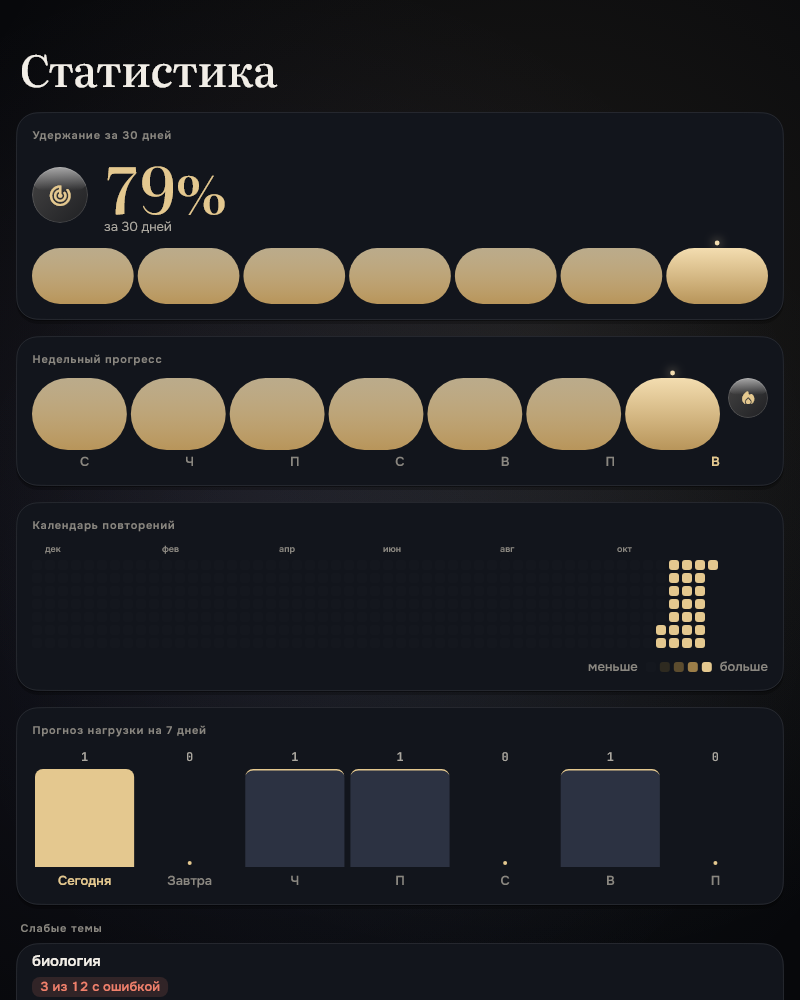 Статистика
Удержание за 30 дней
79%
за 30 дней
Недельный прогресс
С Ч П С В П В
Календарь повторений
дек фев апр июн авг окт
меньше больше
Прогноз нагрузки на 7 дней
1 0 1 1 0 1 0
Сегодня Завтра Ч П С В П
Слабые темы
биология
3 из 12 с ошибкой